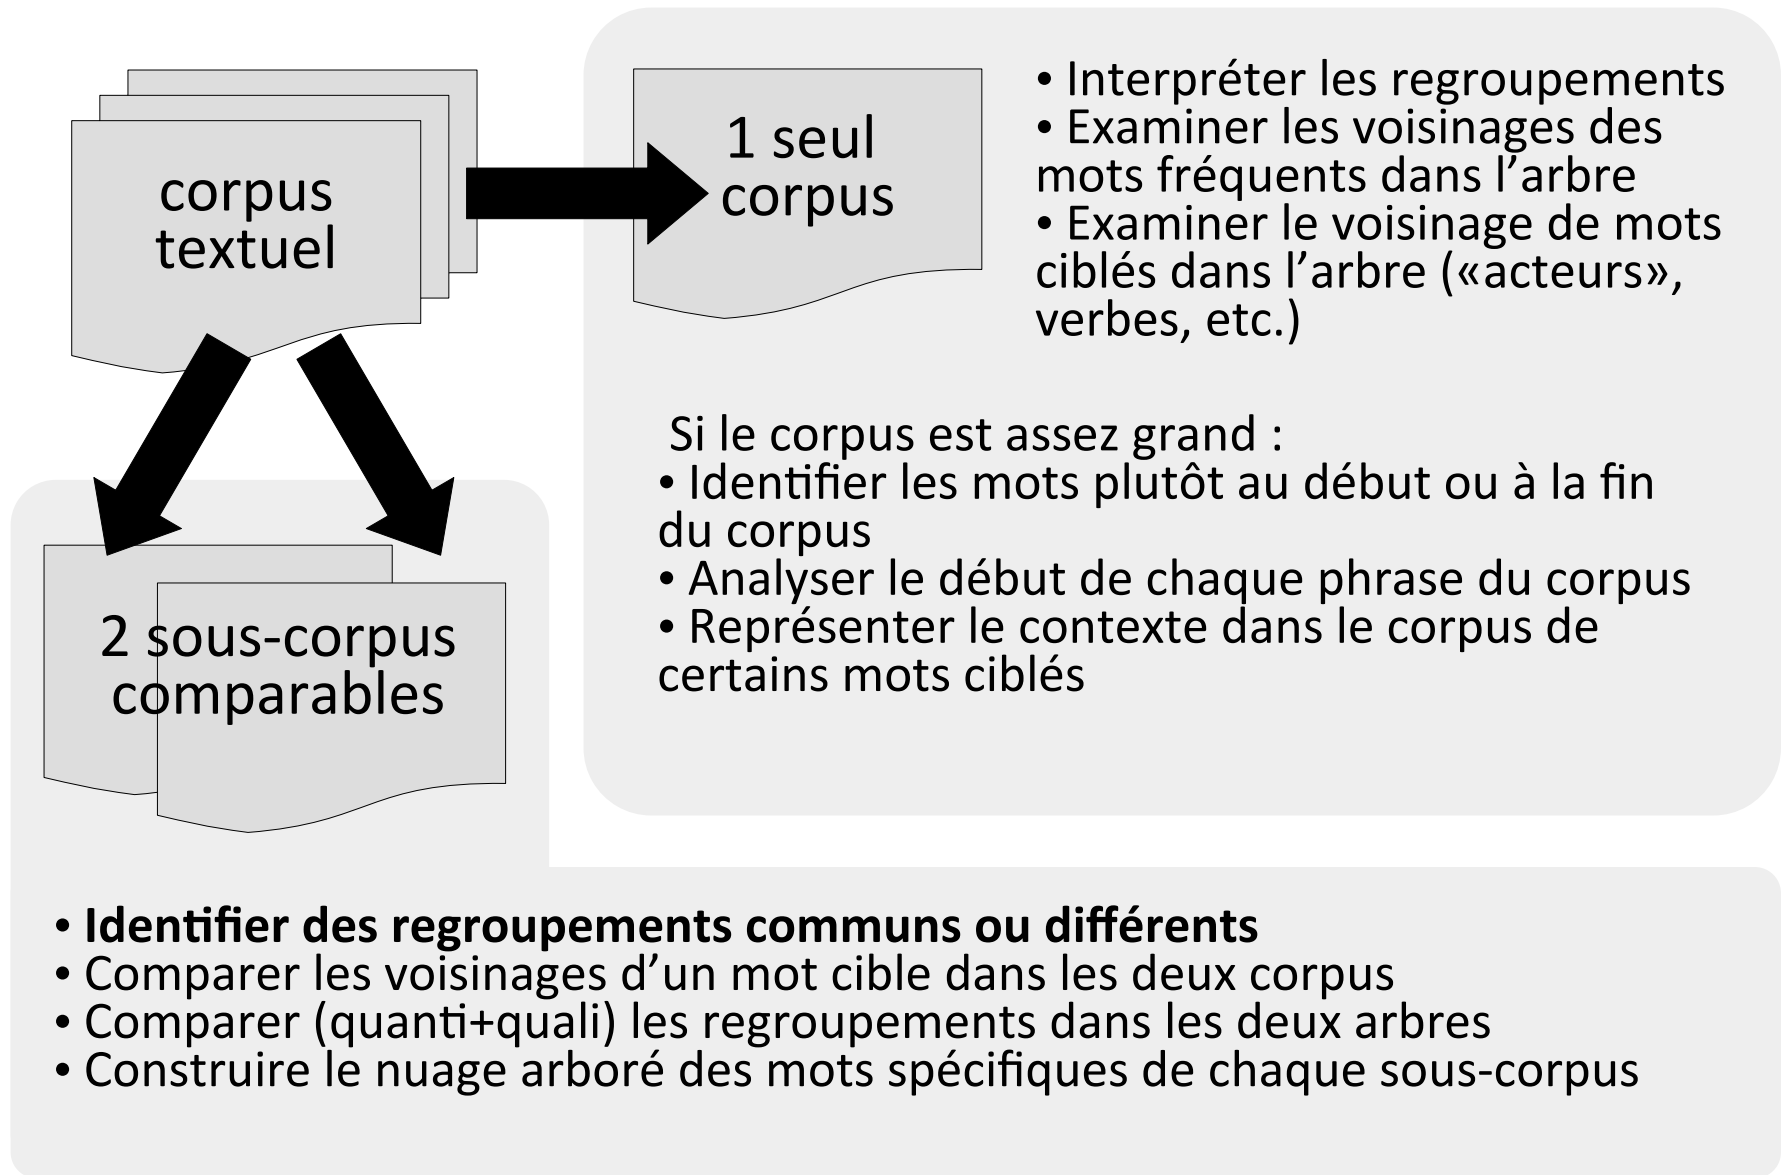 corpus
textuel
1 seul
corpus
• Interpréter les regroupements
• Examiner les voisinages des
mots fréquents dans l’arbre
• Examiner le voisinage de mots
ciblés dans l’arbre («acteurs»,
verbes, etc.)
Si le corpus est assez grand :
• Identifier les mots plutôt au début ou à la fin
du corpus
• Analyser le début de chaque phrase du corpus
• Représenter le contexte dans le corpus de
certains mots ciblés
2 sous-corpus
comparables
• Identifier des regroupements communs ou différents
• Comparer les voisinages d’un mot cible dans les deux corpus
• Comparer (quanti+quali) les regroupements dans les deux arbres
• Construire le nuage arboré des mots spécifiques de chaque sous-corpus